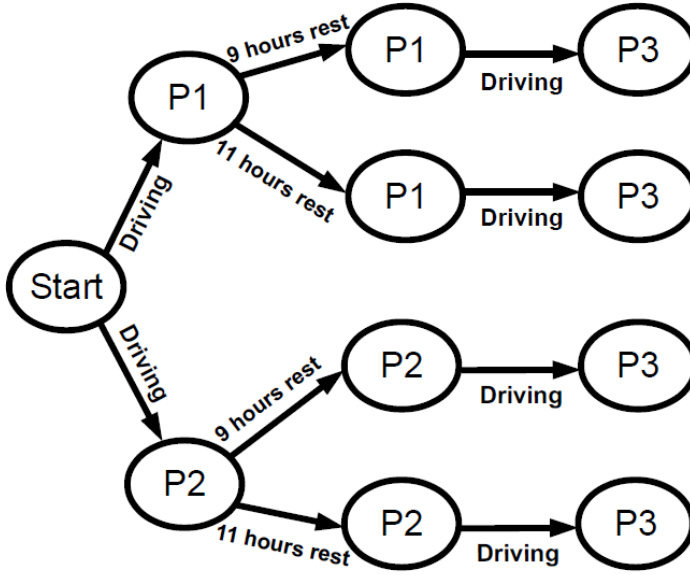 P1
9 hours rest
P1
Driving
P3
11 hours rest
P1
Driving
P3
Driving
Start
Driving
P2
9 hours rest
P2
Driving
P3
11 hours rest
P2
Driving
P3